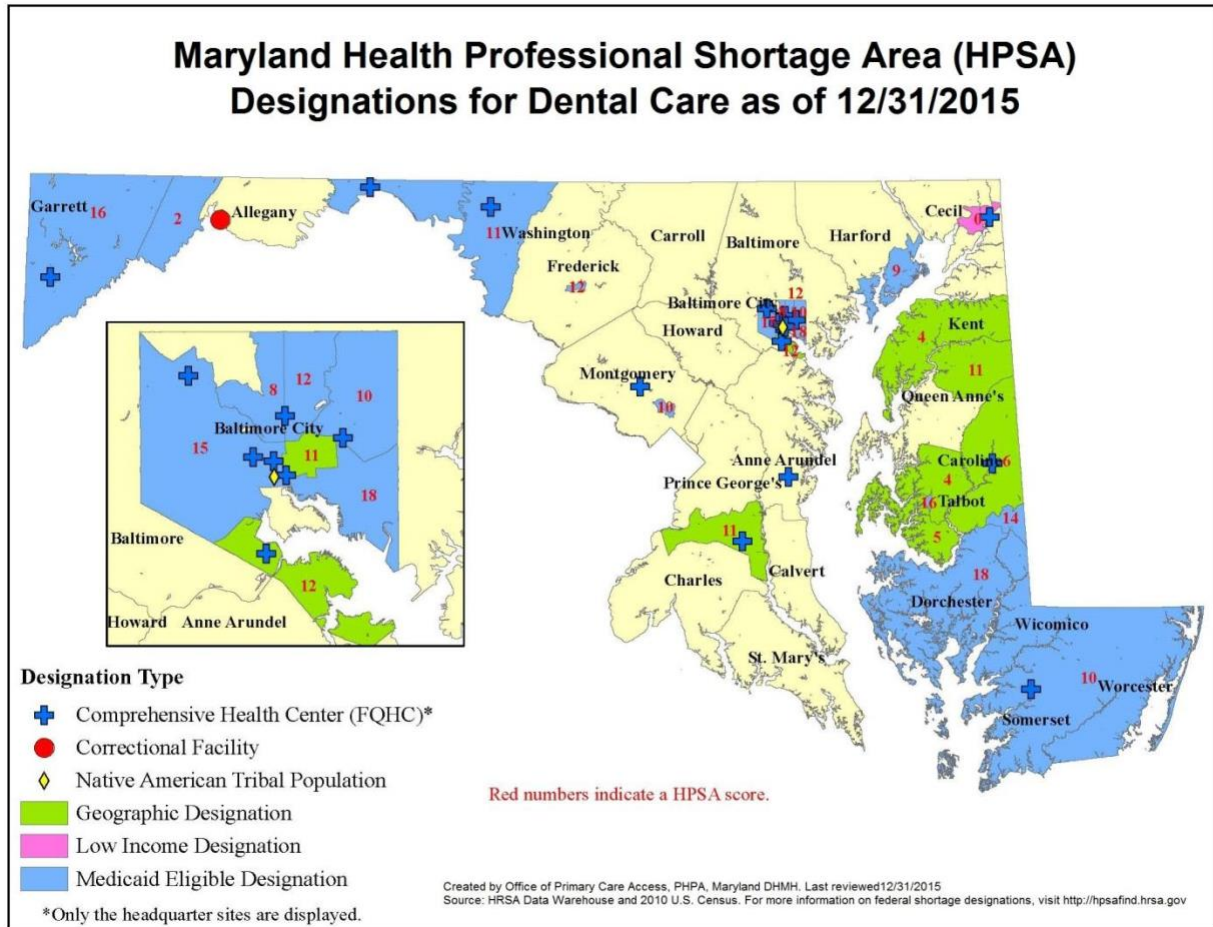 Maryland Health Professional Shortage Area (HPSA)
Designations for Dental Care as of 12/31/2015
Garrett 16
2
Allegany
11 Washington
Frederick
12
Carroll
Baltimore
12
Harford
9
Cecil
0
Baltimore City
18
12
Howard
Montgomery
10
Kent
4
11
Queen Anne's
Caroline 6
4
16 Talbot
5
14
Anne Arundel
Prince George's
11
Charles
Calvert
St. Mary's
18
Dorchester
Wicomico
10 Worcester
Somerset
8
12
10
Baltimore City
15
11
18
Baltimore
12
Howard
Anne Arundel
Designation Type
Comprehensive Health Center (FQHC)*
Correctional Facility
Native American Tribal Population
Geographic Designation
Low Income Designation
Medicaid Eligible Designation
*Only the headquarter sites are displayed.
Red numbers indicate a HPSA score.
Created by Office of Primary Care Access, PHPA, Maryland DHMH. Last reviewed12/31/2015
Source: HRSA Data Warehouse and 2010 U.S. Census. For more information on federal shortage designations, visit http://hpsafind.hrsa.gov